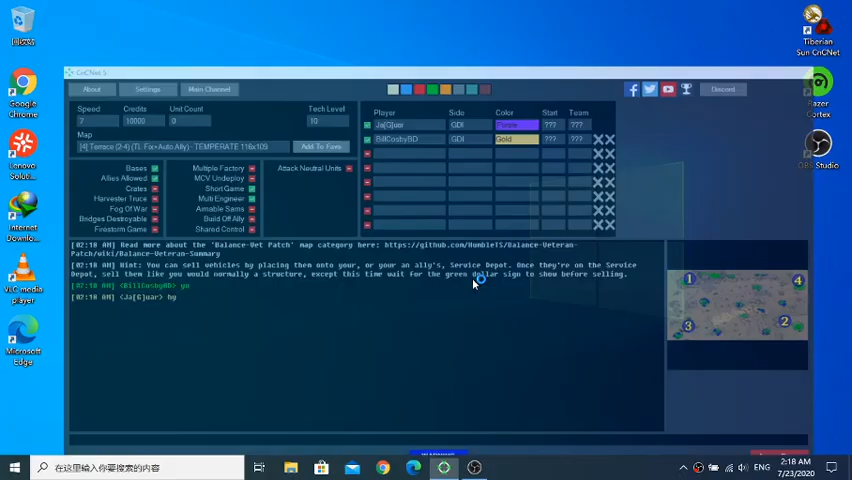 回收站
Google
Chrome
Lenovo
Soluti...
Internet
Downlo...
VLC media
player
Microsoft
Edge
Tiberian
Sun CnCNet
Razer
Cortex
OBS Studio
CnCNet 5
About
Settings
Main Channel
Discord
Speed
Credits
Unit Count
Tech Level
7
10000
0
10
Map
[4] Terrace (2-4) (Ti. Fix+Auto Ally) - TEMPERATE 116x109
Add To Favs
Bases
Multiple Factory
Attack Neutral Units
Allies Allowed
MCV Undeploy
Crates
Short Game
Harvester Truce
Multi Engineer
Fog Of War
Aimable Sams
Bridges Destroyable
Build Off Ally
Firestorm Game
Shared Control
Player
Side
Color
Start
Team
Ja[G]uar
GDI
Purple
???
???
BillCosbyBD
GDI
Gold
???
???
[02:18 AM] Read more about the 'Balance-Vet Patch' map category here: https://github.com/HumbleTS/Balance-Veteran-
Patch/wiki/Balance-Veteran-Summary
[02:18 AM] Hint: You can sell vehicles by placing them onto your, or your an ally's, Service Depot. Once they're on the Service
Depot, sell them like you would normally a structure, except this time wait for the green dollar sign to show before selling.
[02:18 AM] <BillCosbyBD> yo
[02:18 AM] <Ja[G]uar> hp
1
4
3
2
在这里输入你要搜索的内容
ENG
2:18 AM
7/23/2020